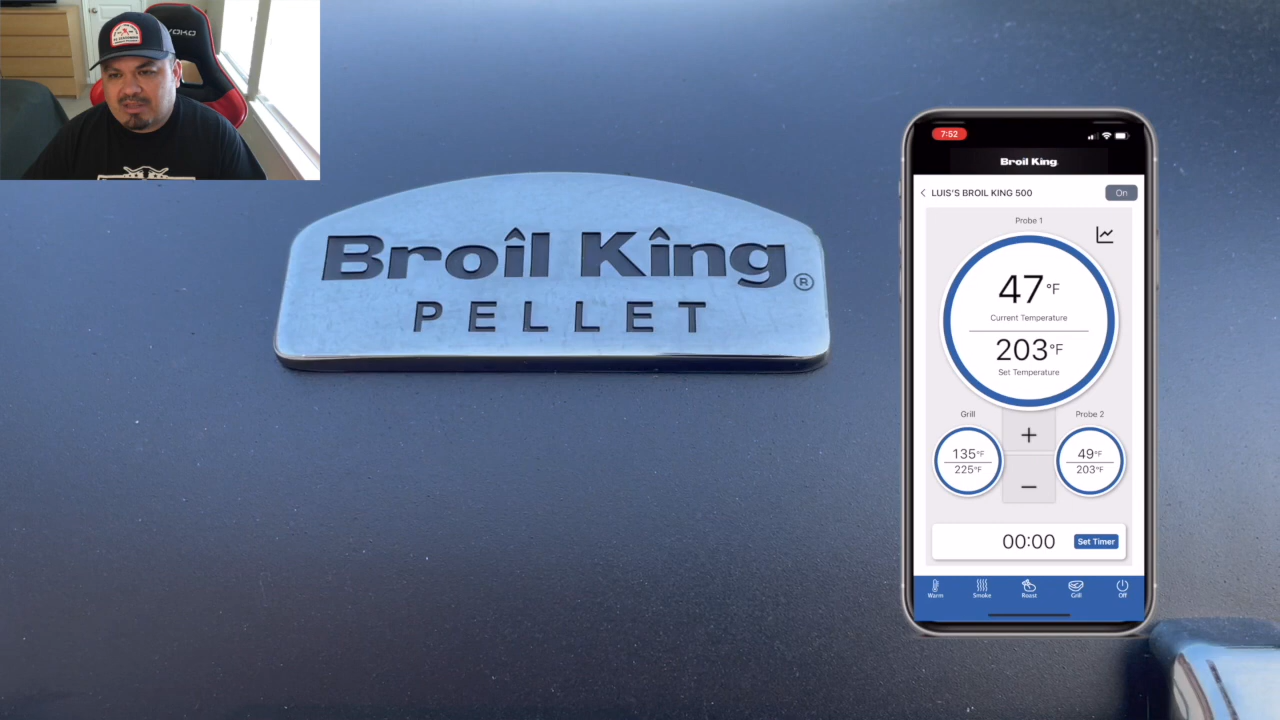 YOKO
Broil King ®
PELLET
7:52
Broil King
LUIS'S BROIL KING 500
On
Probe 1
47°F
Current Temperature
203°F
Set Temperature
Grill
135°F
225°F
+
−
Probe 2
49°F
203°F
00:00
Set Timer
Warm
Smoke
Roast
Grill
Off